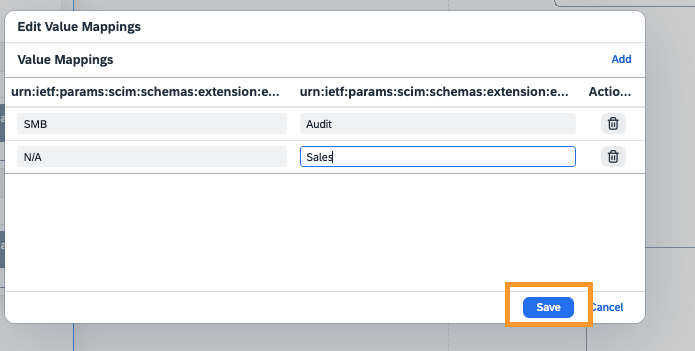 Edit Value Mappings
Value Mappings Add
urn:ietf:params:scim:schemas:extension:e... urn:ietf:params:scim:schemas:extension:e... Actio...
SMB Audit
N/A Sales
Save Cancel